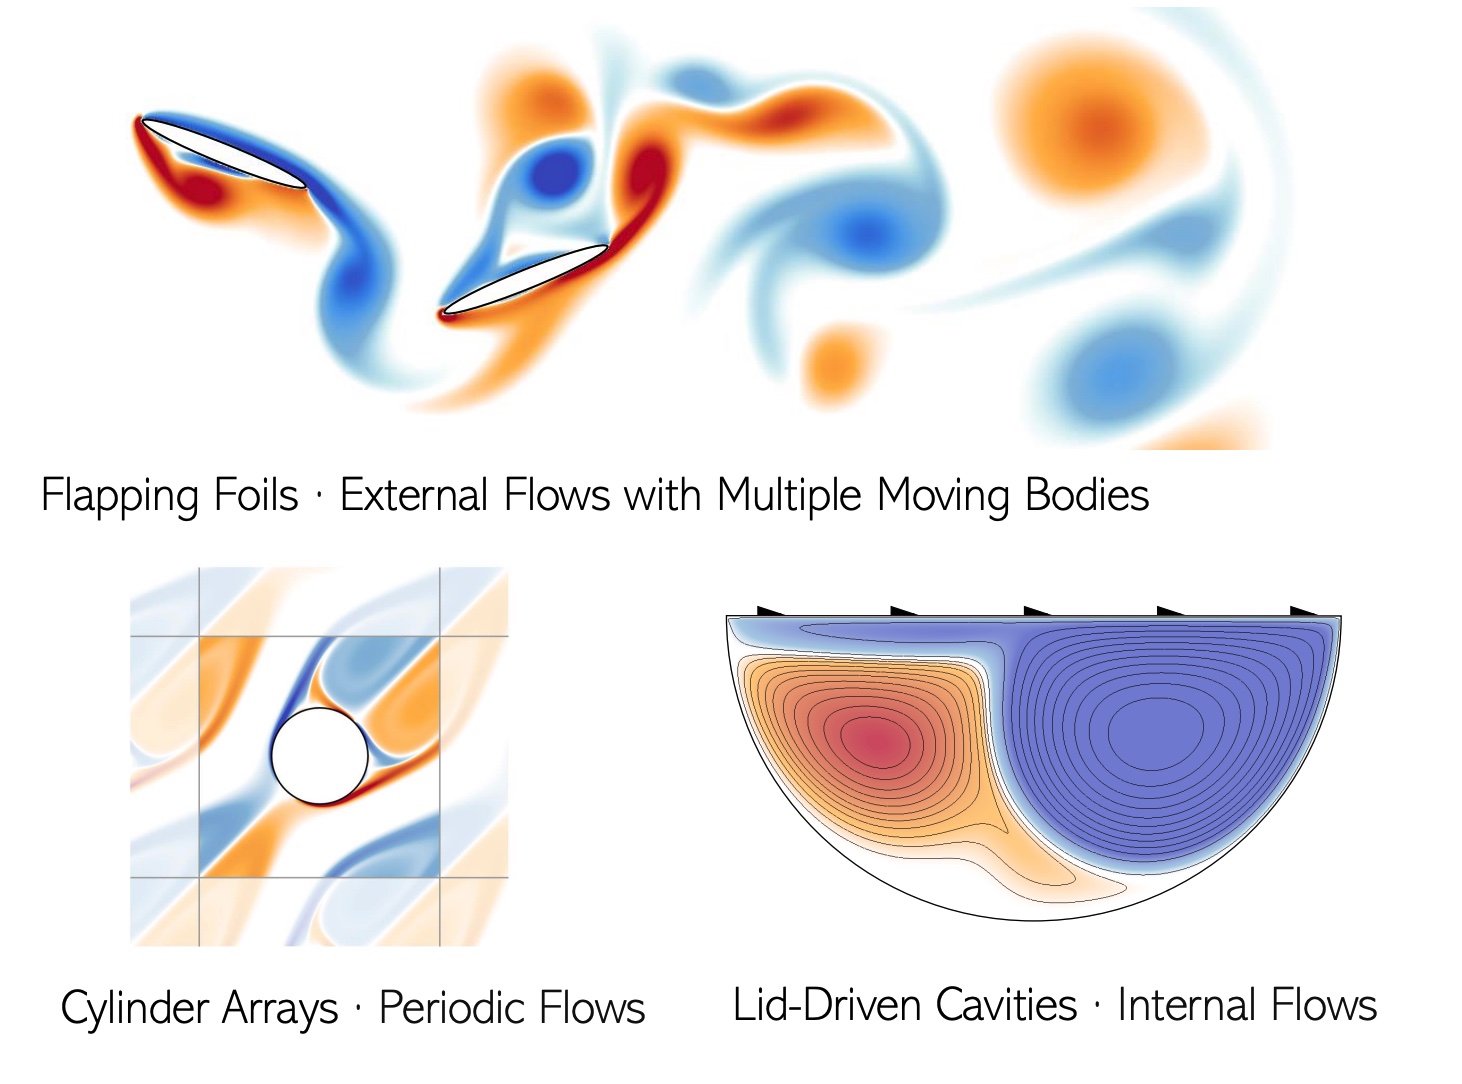 Flapping Foils · External Flows with Multiple Moving Bodies
Cylinder Arrays · Periodic Flows
Lid-Driven Cavities · Internal Flows